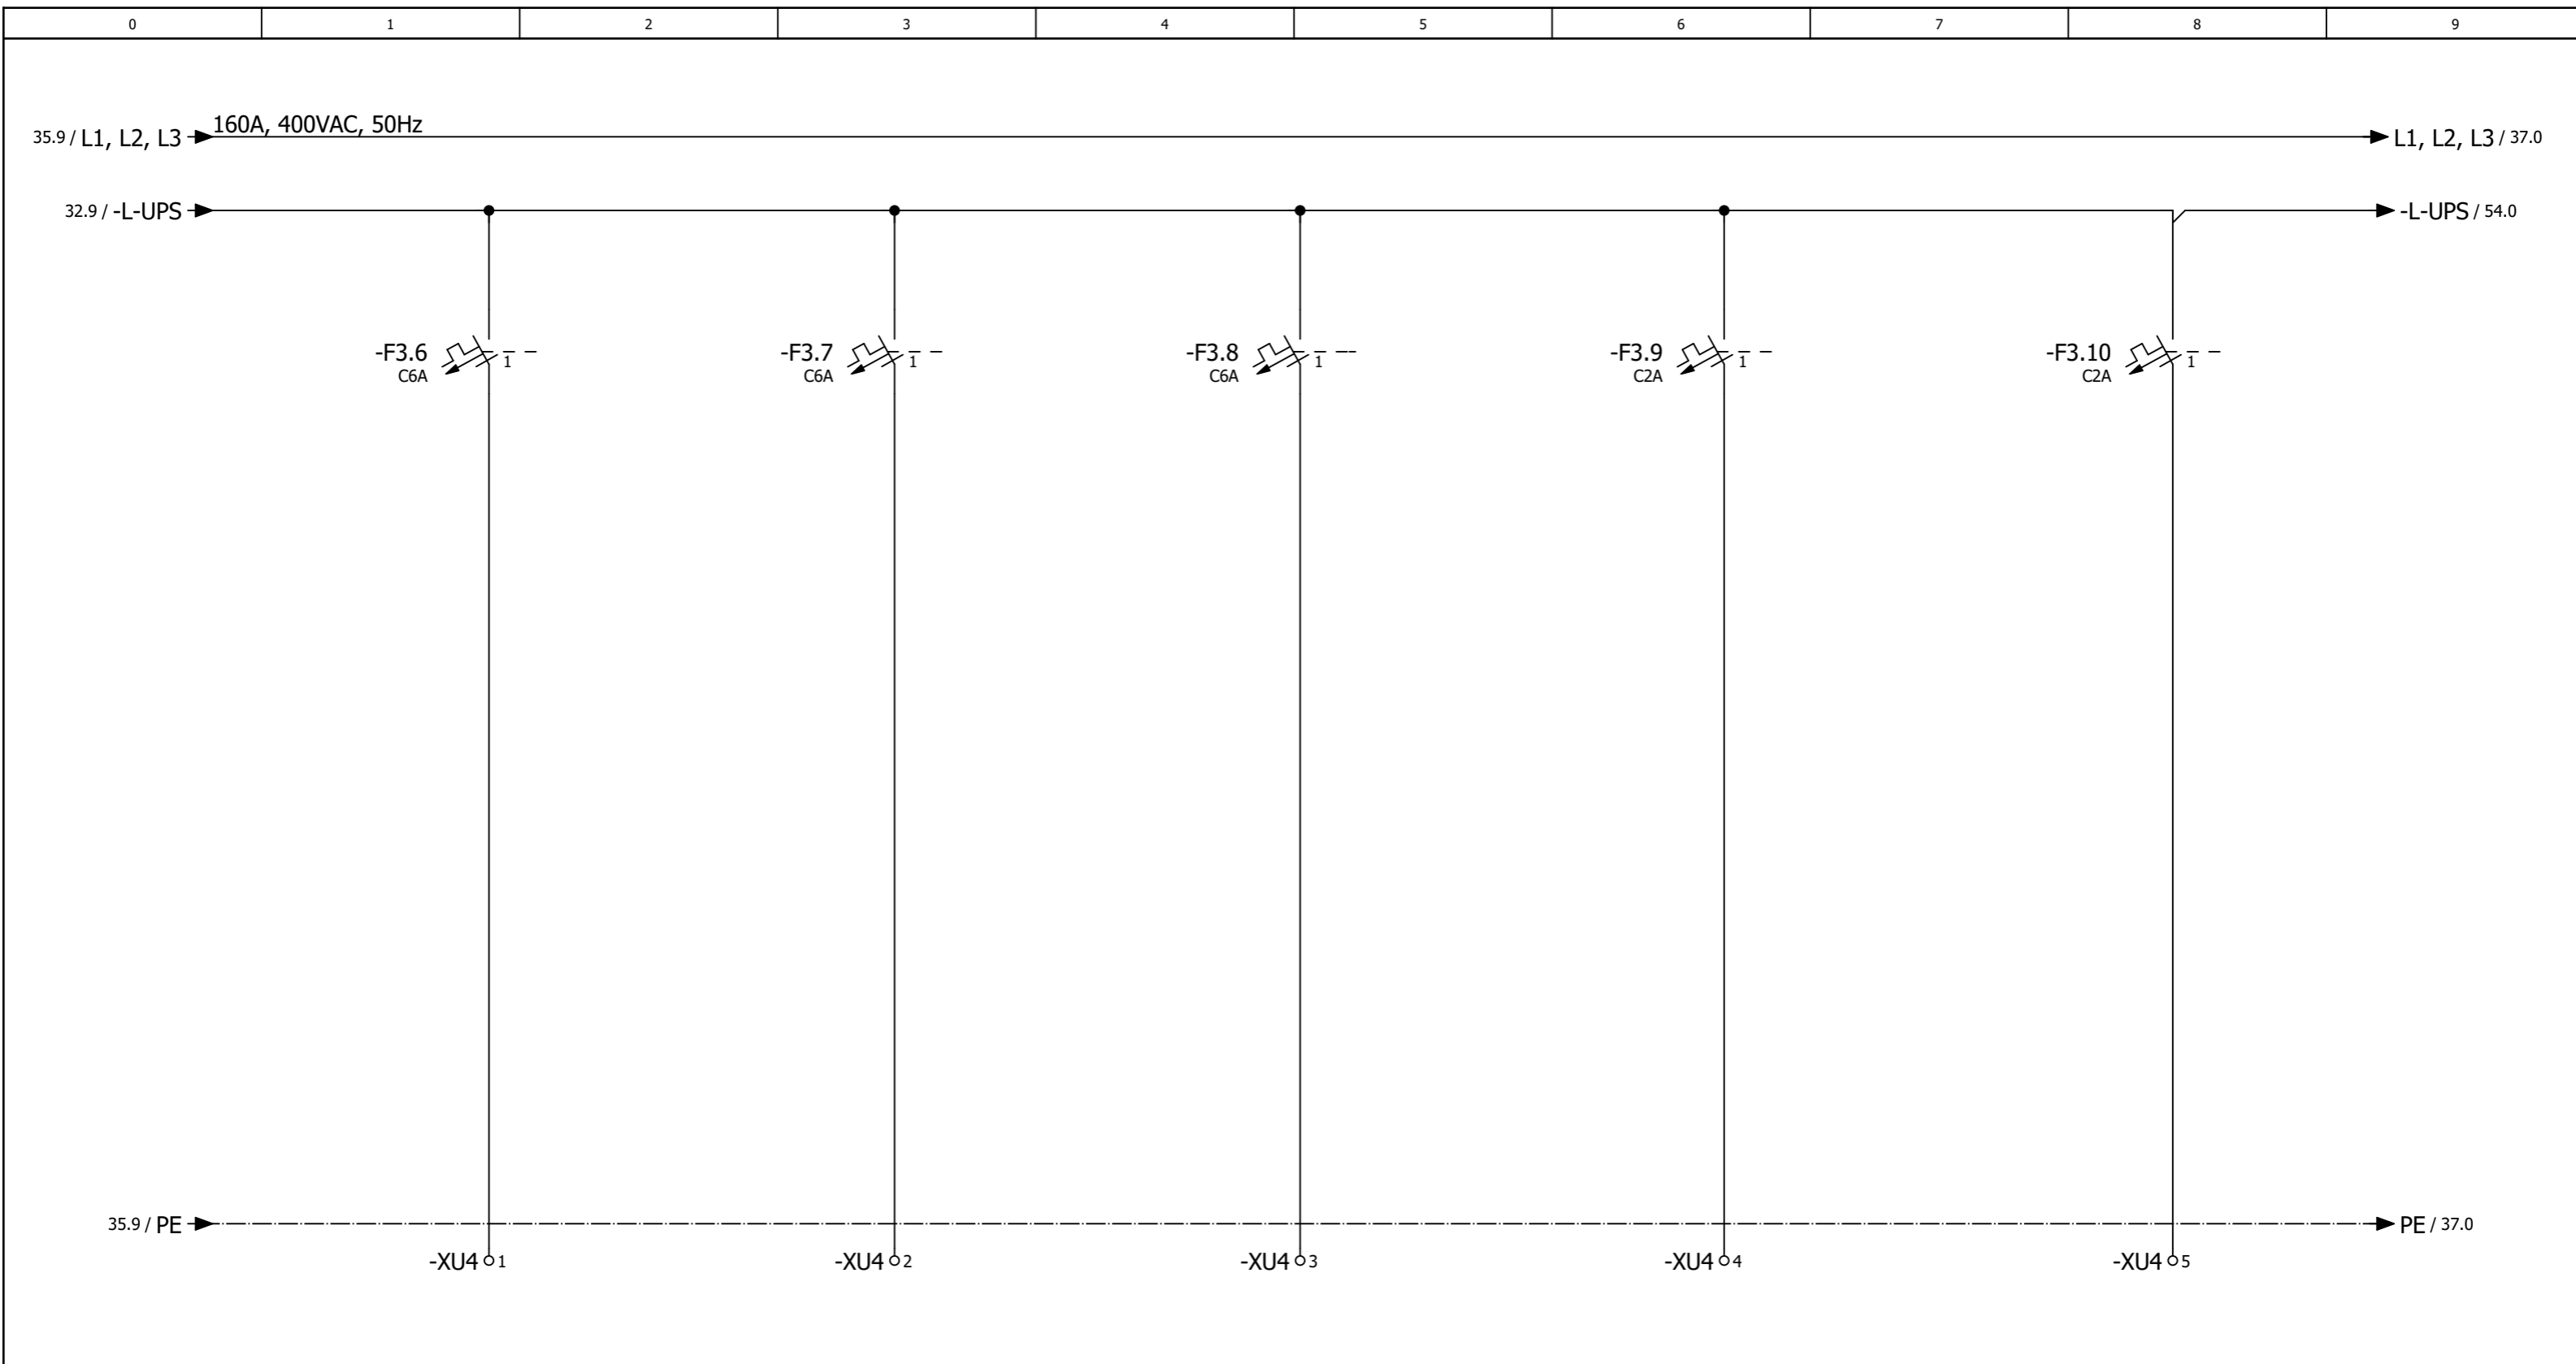 0 1 2 3 4 5 6 7 8 9
160A, 400VAC, 50Hz
35.9 / L1, L2, L3 L1, L2, L3 / 37.0
32.9 / -L-UPS -L-UPS / 54.0
-F3.6 1 -F3.7 1 -F3.8 1 -F3.9 1 -F3.10 1
C6A C6A C6A C2A C2A
35.9 / PE PE / 37.0
-XU4 1 -XU4 2 -XU4 3 -XU4 4 -XU4 5